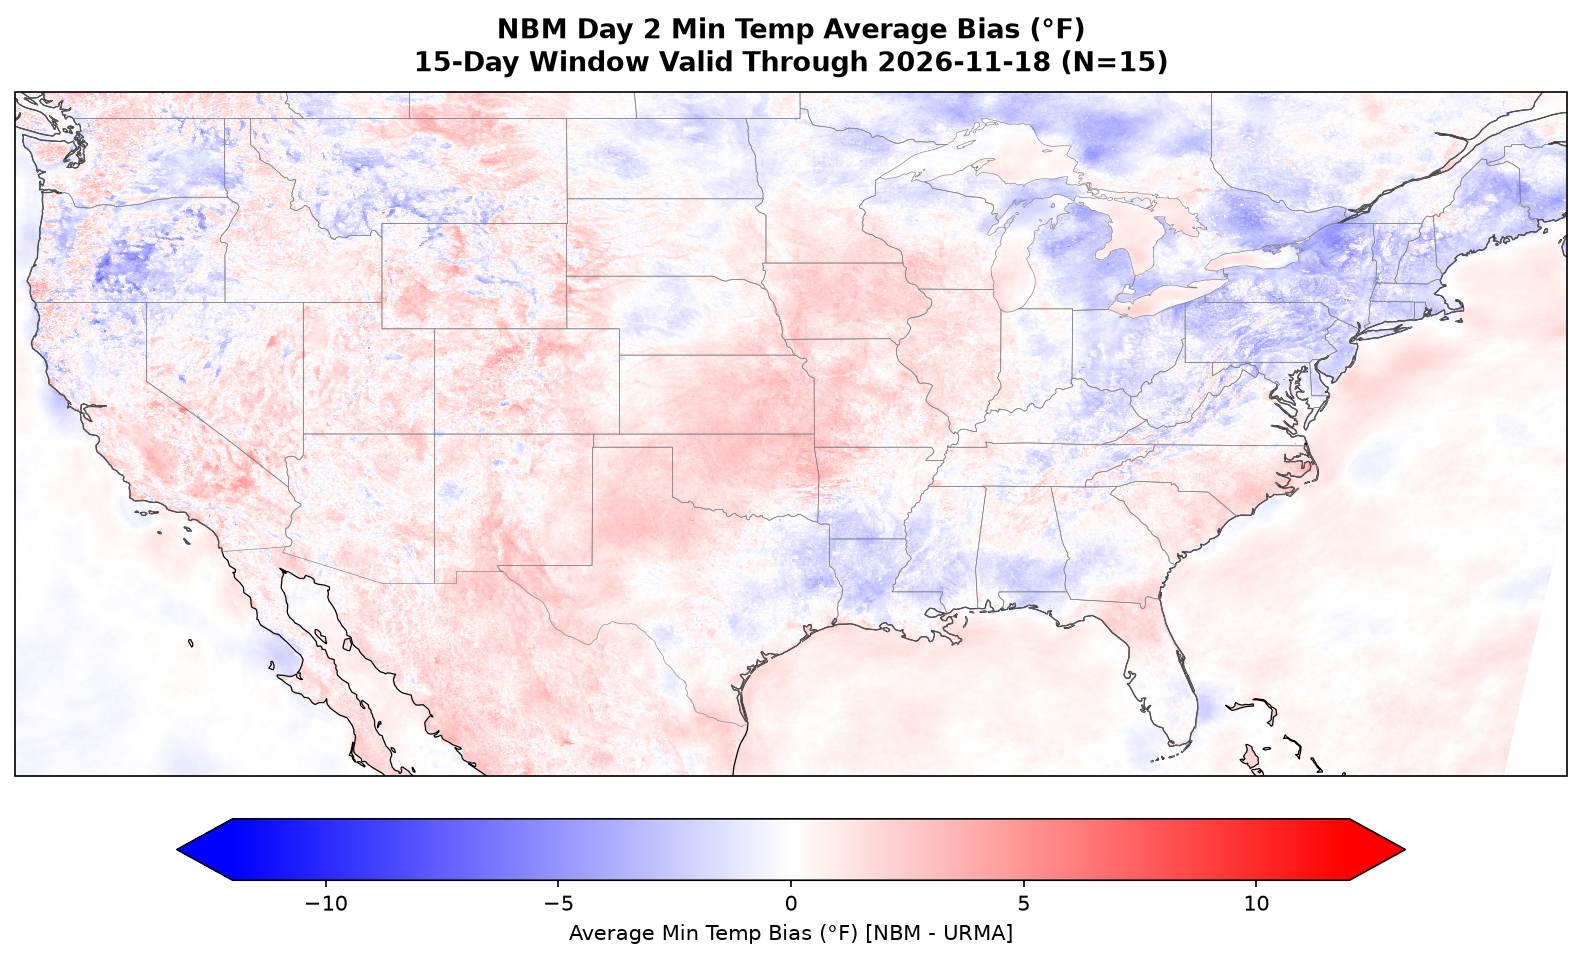 NBM Day 2 Min Temp Average Bias (°F)
15-Day Window Valid Through 2026-11-18 (N=15)
−10 −5 0 5 10
Average Min Temp Bias (°F) [NBM - URMA]